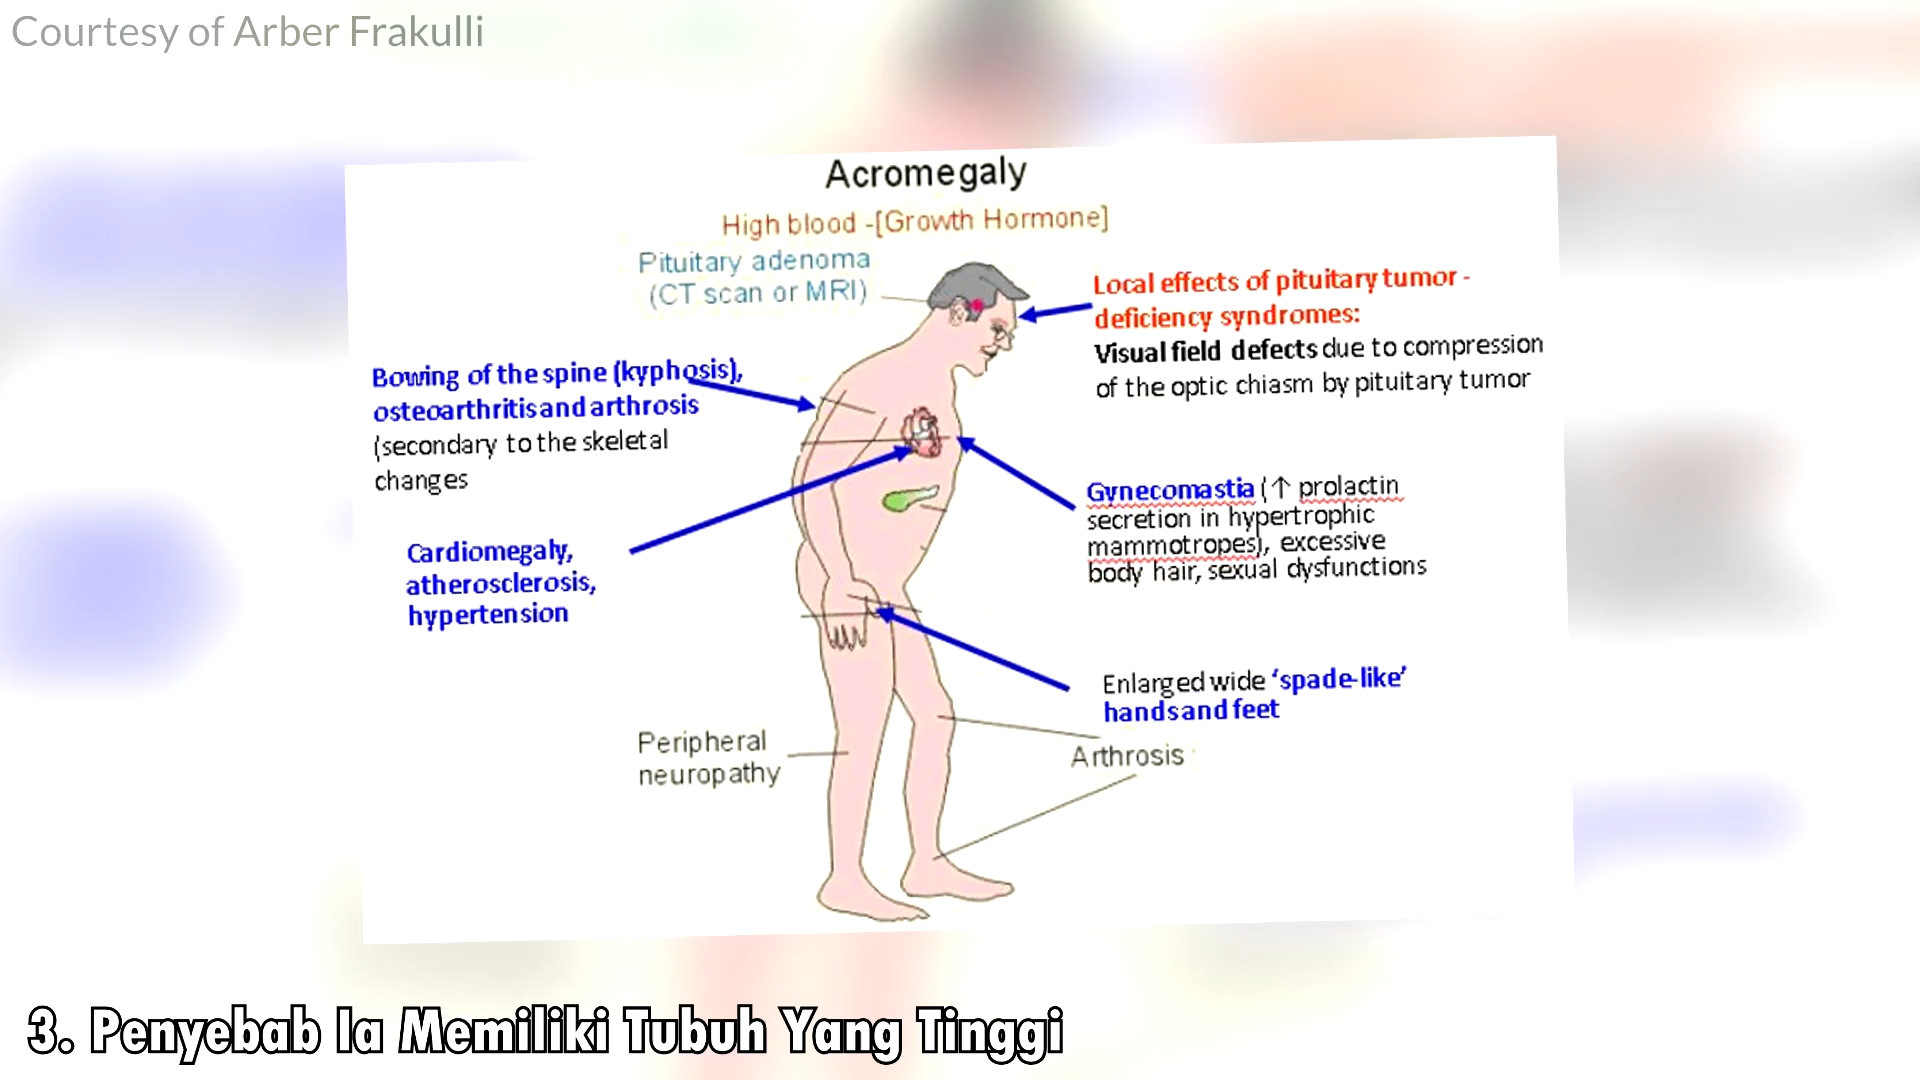 Courtesy of Arber Frakulli
Acromegaly
High blood -[Growth Hormone]
Pituitary adenoma
(CT scan or MRI)
Local effects of pituitary tumor -
deficiency syndromes:
Visual field defects due to compression
of the optic chiasm by pituitary tumor
Bowing of the spine (kyphosis),
osteoarthritis and arthrosis
(secondary to the skeletal
changes
Gynecomastia (↑ prolactin
secretion in hypertrophic
mammotropes), excessive
body hair, sexual dysfunctions
Cardiomegaly,
atherosclerosis,
hypertension
Enlarged wide ‘spade-like’
hands and feet
Peripheral
neuropathy
Arthrosis
3. Penyebab Ia Memiliki Tubuh Yang Tinggi